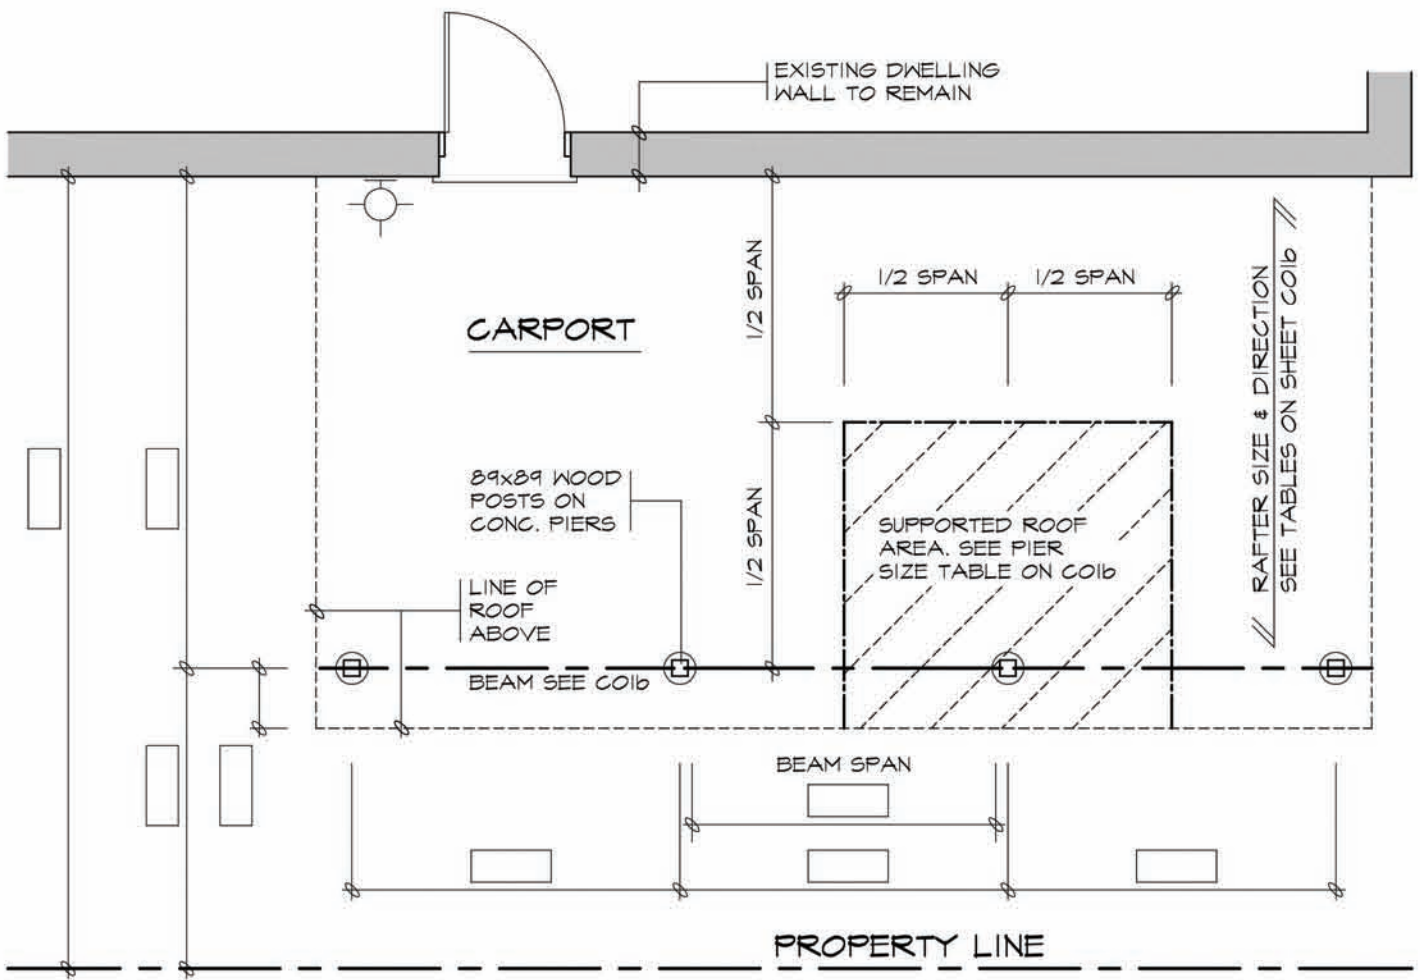 EXISTING DWELLING
WALL TO REMAIN
1/2 SPAN
1/2 SPAN
1/2 SPAN
CARPORT
RAFTER SIZE & DIRECTION
SEE TABLES ON SHEET C01b
89x89 WOOD
POSTS ON
CONC. PIERS
1/2 SPAN
SUPPORTED ROOF
AREA. SEE PIER
SIZE TABLE ON C01b
LINE OF
ROOF
ABOVE
BEAM SEE C01b
BEAM SPAN
PROPERTY LINE